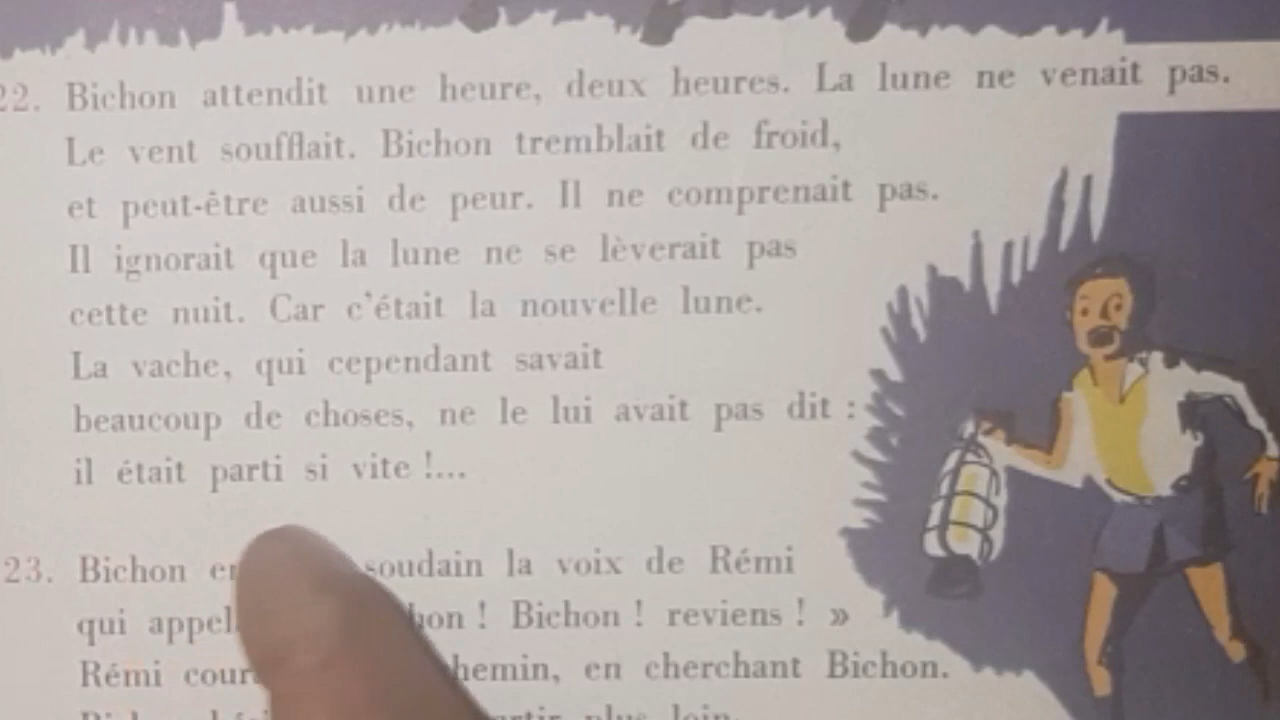 22. Bichon attendit une heure, deux heures. La lune ne venait pas.
Le vent soufflait. Bichon tremblait de froid,
et peut-être aussi de peur. Il ne comprenait pas.
Il ignorait que la lune ne se lèverait pas
cette nuit. Car c'était la nouvelle lune.
La vache, qui cependant savait
beaucoup de choses, ne le lui avait pas dit :
il était parti si vite !...
23. Bichon soudain la voix de Rémi
qui Bichon ! reviens ! »
Rémi en cherchant Bichon.
plus loin.